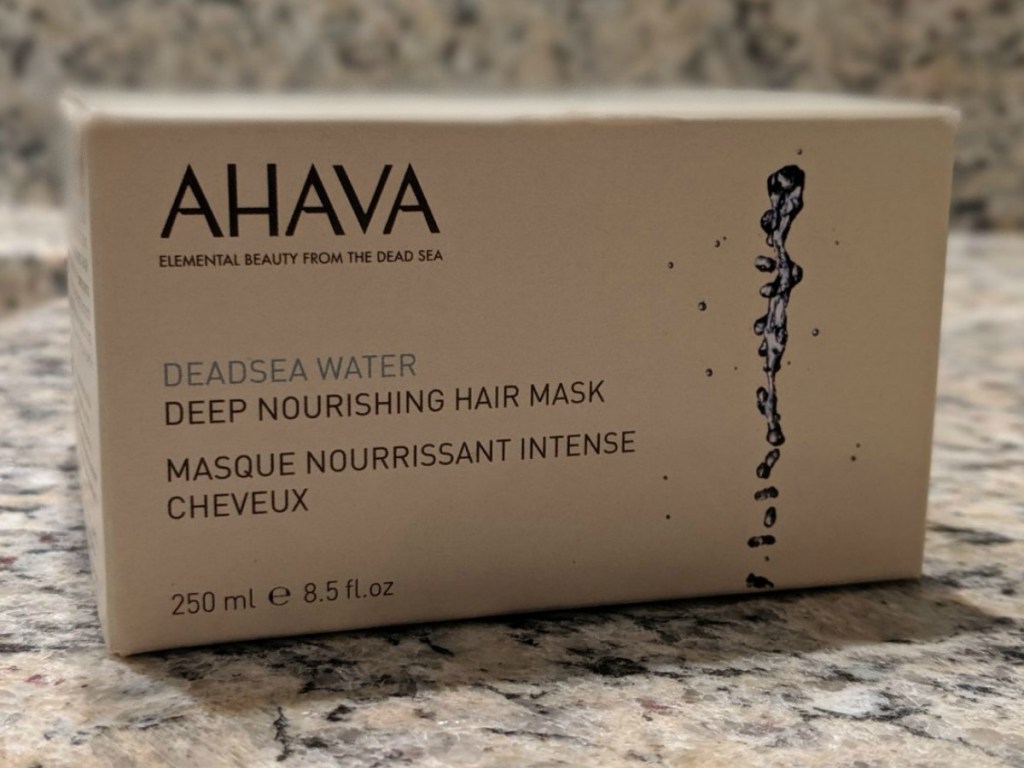 AHAVA
ELEMENTAL BEAUTY FROM THE DEAD SEA
DEADSEA WATER
DEEP NOURISHING HAIR MASK
MASQUE NOURRISSANT INTENSE
CHEVEUX
250 ml ℮ 8.5 fl.oz